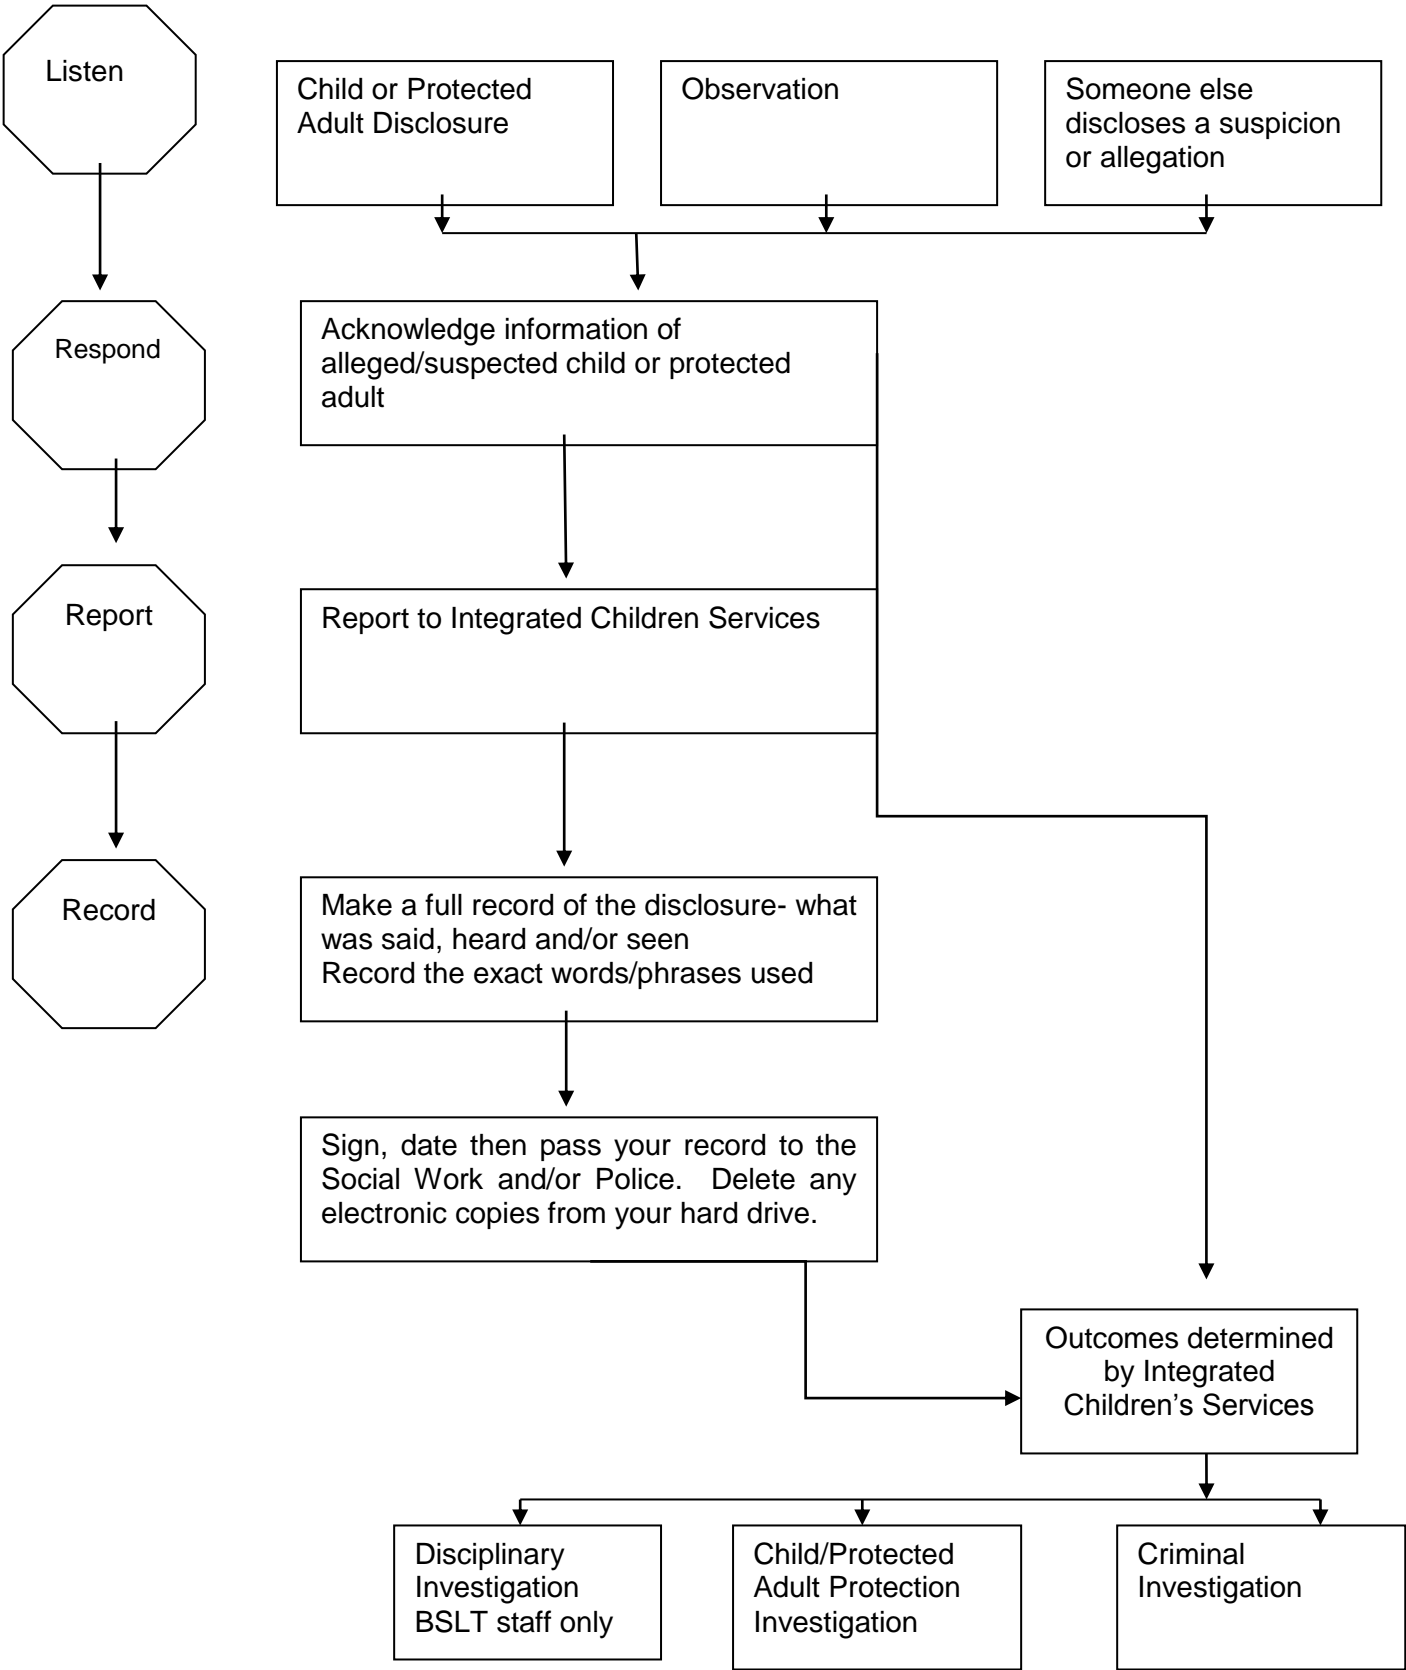 Listen
Child or Protected
Adult Disclosure
Observation
Someone else
discloses a suspicion
or allegation
Respond
Acknowledge information of
alleged/suspected child or protected
adult
Report
Report to Integrated Children Services
Record
Make a full record of the disclosure- what
was said, heard and/or seen
Record the exact words/phrases used
Sign, date then pass your record to the
Social Work and/or Police. Delete any
electronic copies from your hard drive.
Outcomes determined
by Integrated
Children’s Services
Disciplinary
Investigation
BSLT staff only
Child/Protected
Adult Protection
Investigation
Criminal
Investigation